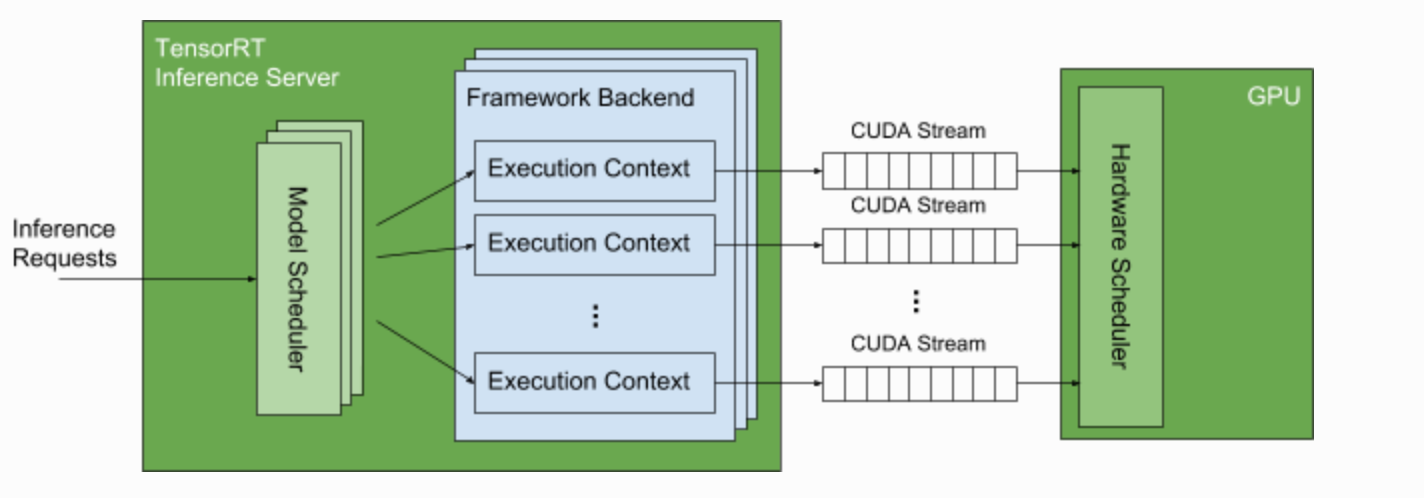 TensorRT
Inference Server
Inference
Requests
Model Scheduler
Framework Backend
Execution Context
Execution Context
⋮
Execution Context
CUDA Stream
CUDA Stream
⋮
CUDA Stream
GPU
Hardware Scheduler